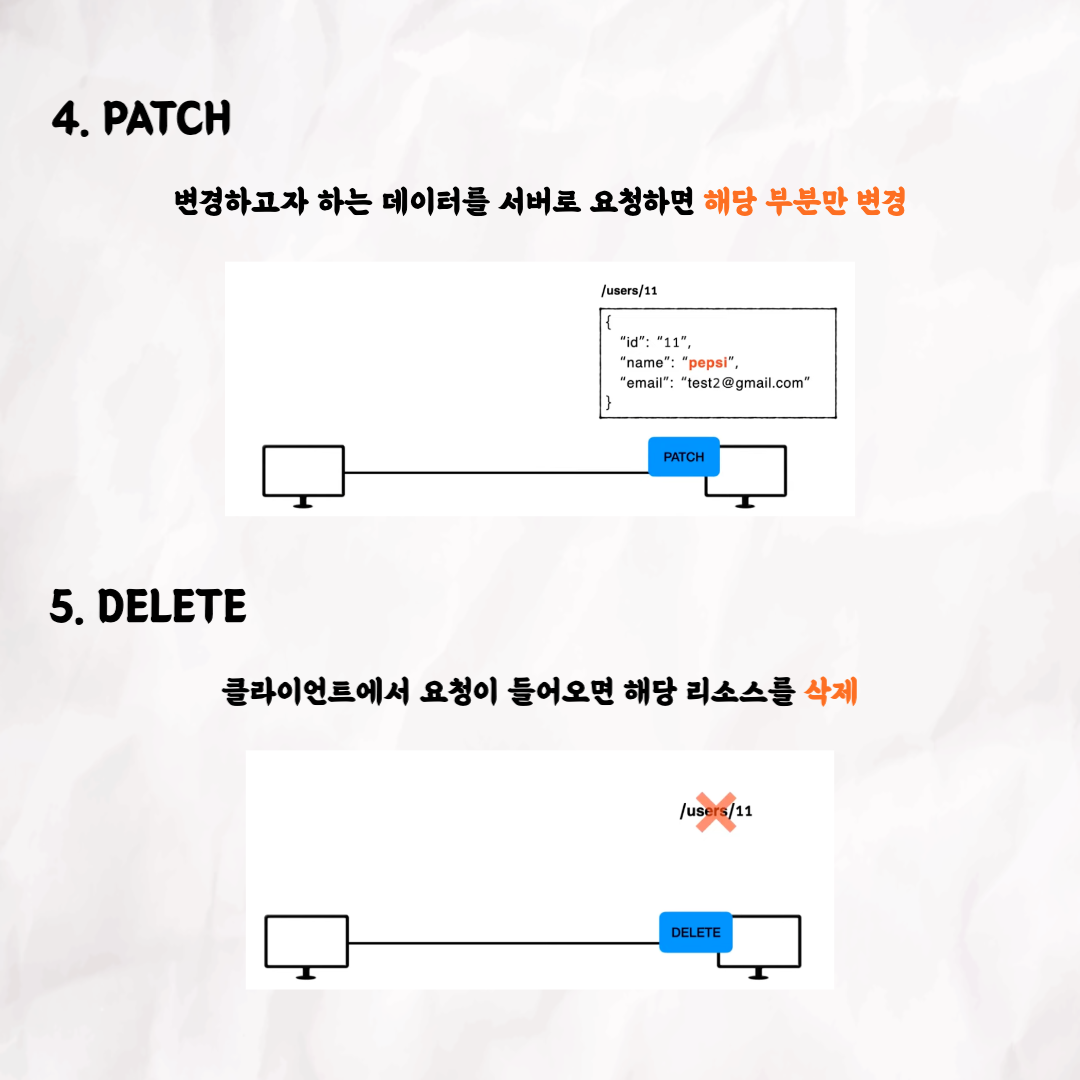 4. PATCH
변경하고자 하는 데이터를 서버로 요청하면 해당 부분만 변경
/users/11
{
“id”: “11”,
“name”: “pepsi”,
“email”: “test2@gmail.com”
}
PATCH
5. DELETE
클라이언트에서 요청이 들어오면 해당 리소스를 삭제
/users/11
DELETE